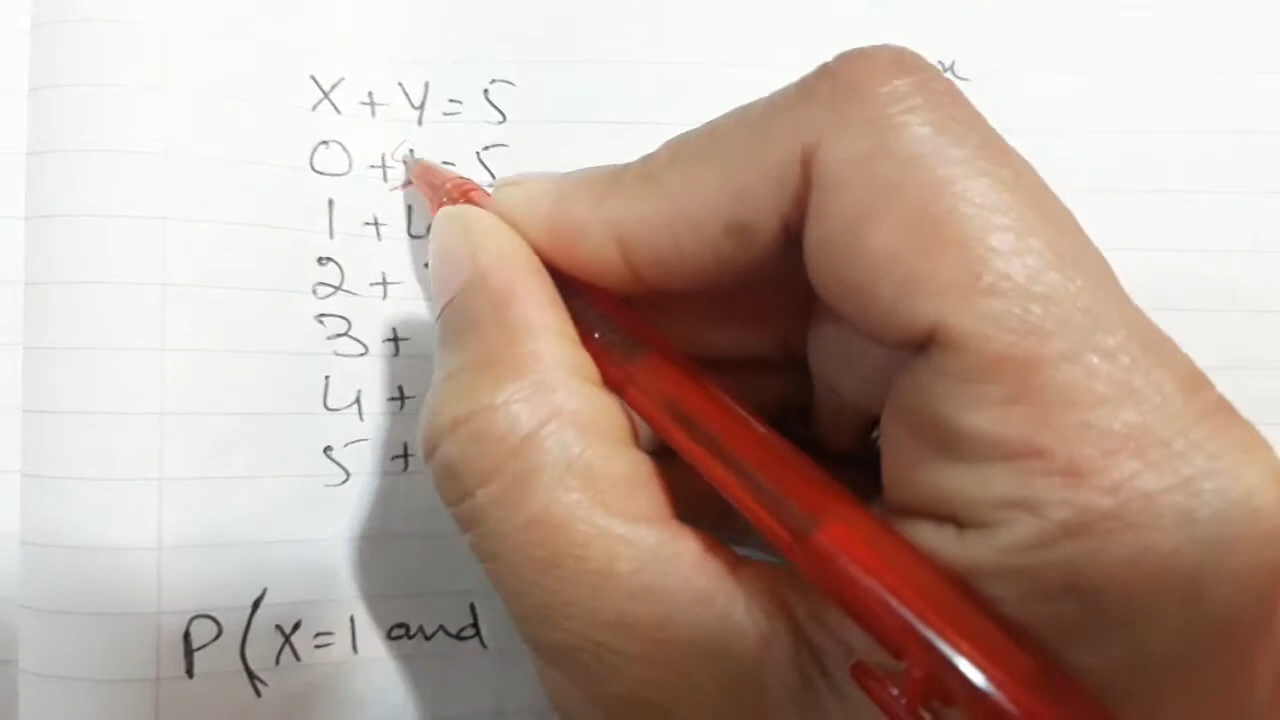 x
X + Y = 5
0 + = 5
1 + 4
2 +
3 +
4 +
5 +
P(X=1 and